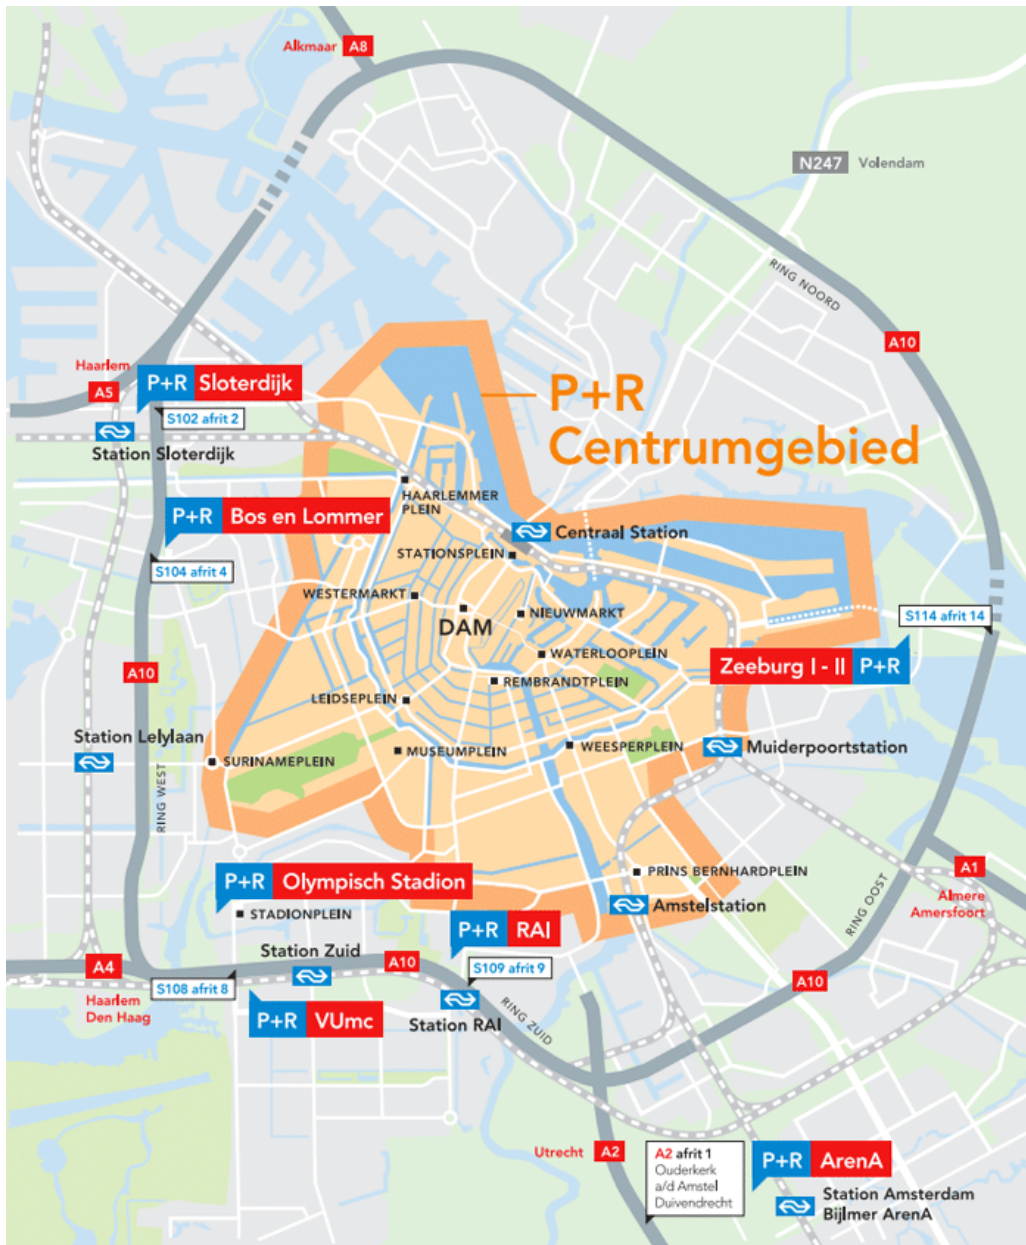 Alkmaar A8
N247 Volendam
RING NOORD
A10
Haarlem
A5
P+R Sloterdijk
S102 afrit 2
Station Sloterdijk
P+R
Centrumgebied
HAARLEMMER
PLEIN
P+R Bos en Lommer
Centraal Station
STATIONSPLEIN
S104 afrit 4
WESTERMARKT
NIEUWMARKT
DAM
S114 afrit 14
WATERLOOPLEIN
Zeeburg I - II P+R
A10
REMBRANDTPLEIN
LEIDSEPLEIN
Station Lelylaan
MUSEUMPLEIN
WEESPERPLEIN
Muiderpoortstation
SURINAMEPLEIN
RING WEST
PRINS BERNHARDPLEIN
A1
Almere
Amersfoort
P+R Olympisch Stadion
STADIONPLEIN
Amstelstation
RING OOST
P+R RAI
Station Zuid
A4
A10
S109 afrit 9
A10
S108 afrit 8
Haarlem
Den Haag
P+R VUmc
Station RAI
RING ZUID
Utrecht A2
A2 afrit 1
Ouderkerk
a/d Amstel
Duivendrecht
P+R ArenA
Station Amsterdam
Bijlmer ArenA